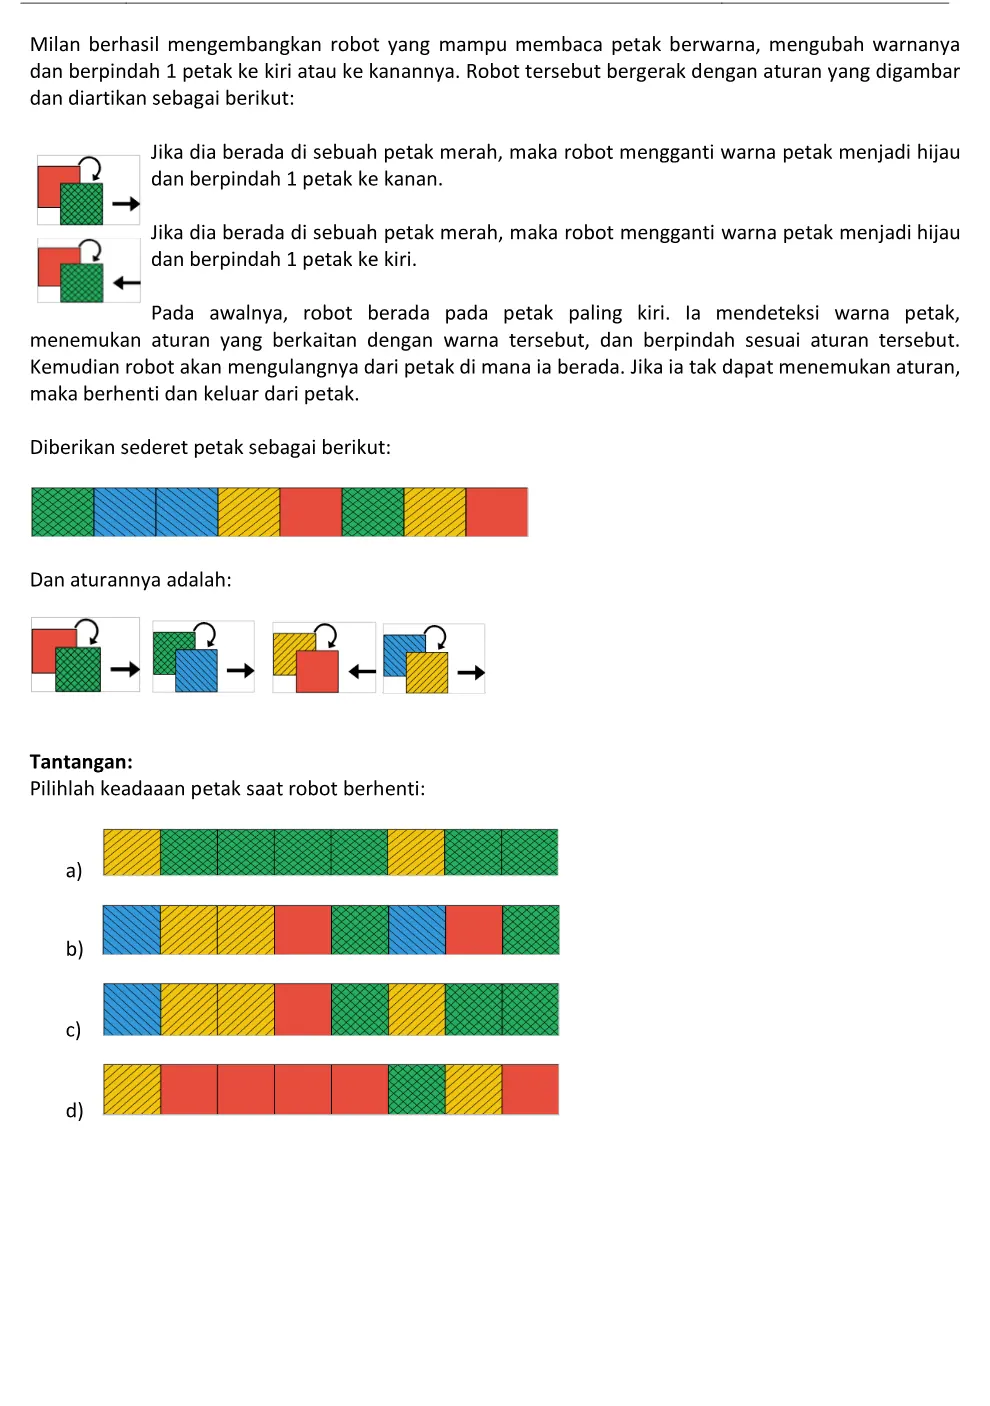 Milan berhasil mengembangkan robot yang mampu membaca petak berwarna, mengubah warnanya
dan berpindah 1 petak ke kiri atau ke kanannya. Robot tersebut bergerak dengan aturan yang digambar
dan diartikan sebagai berikut:
Jika dia berada di sebuah petak merah, maka robot mengganti warna petak menjadi hijau
dan berpindah 1 petak ke kanan.
Jika dia berada di sebuah petak merah, maka robot mengganti warna petak menjadi hijau
dan berpindah 1 petak ke kiri.
Pada awalnya, robot berada pada petak paling kiri. Ia mendeteksi warna petak,
menemukan aturan yang berkaitan dengan warna tersebut, dan berpindah sesuai aturan tersebut.
Kemudian robot akan mengulangnya dari petak di mana ia berada. Jika ia tak dapat menemukan aturan,
maka berhenti dan keluar dari petak.
Diberikan sederet petak sebagai berikut:
Dan aturannya adalah:
Tantangan:
Pilihlah keadaaan petak saat robot berhenti:
a)
b)
c)
d)